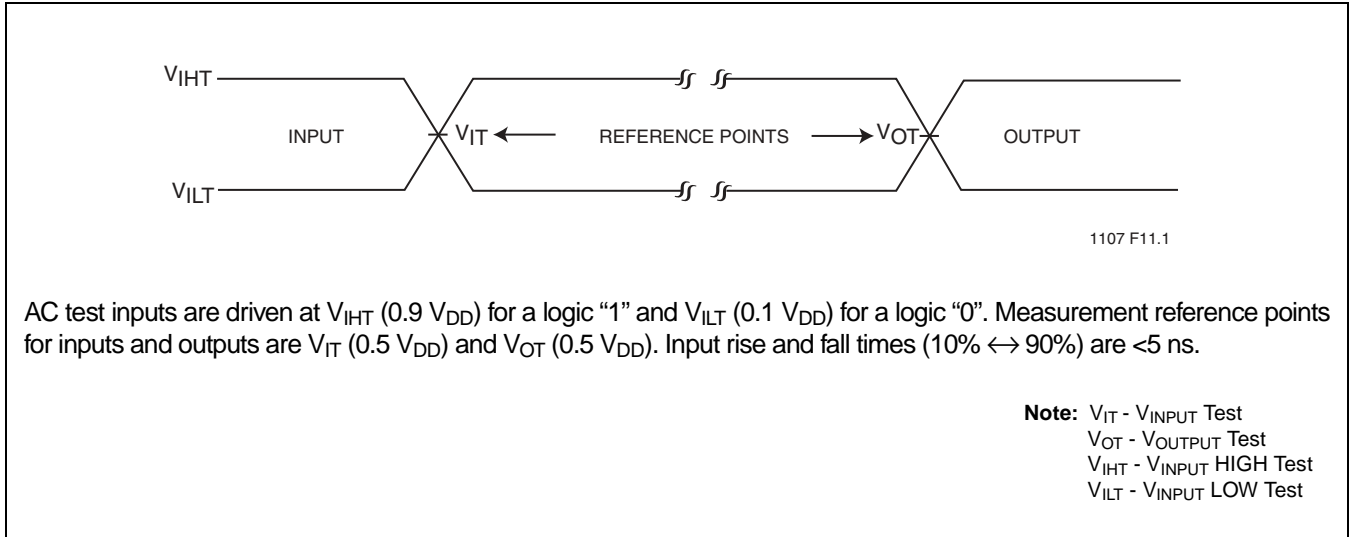 VIHT
INPUT VIT REFERENCE POINTS VOT OUTPUT
VILT
1107 F11.1
AC test inputs are driven at VIHT (0.9 VDD) for a logic “1” and VILT (0.1 VDD) for a logic “0”. Measurement reference points
for inputs and outputs are VIT (0.5 VDD) and VOT (0.5 VDD). Input rise and fall times (10% ↔ 90%) are <5 ns.
Note: VIT - VINPUT Test
VOT - VOUTPUT Test
VIHT - VINPUT HIGH Test
VILT - VINPUT LOW Test